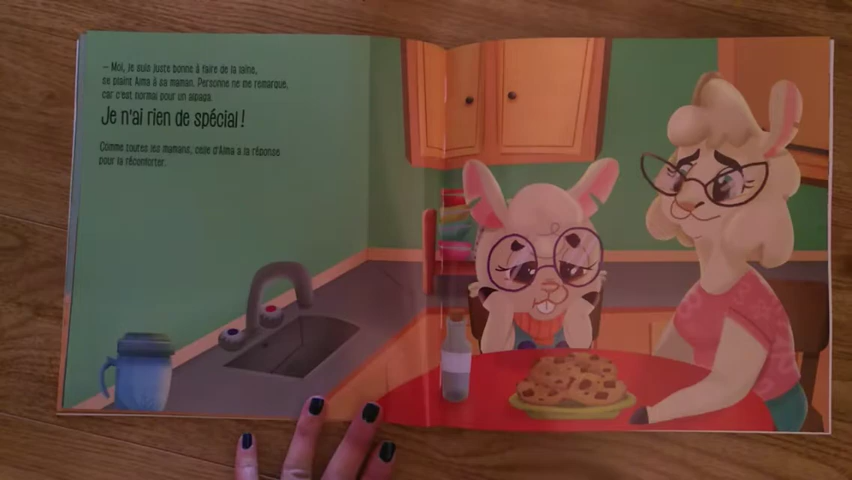 – Moi, je suis juste bonne à faire de la laine,
se plaint Alma à sa maman. Personne ne me remarque,
car c'est normal pour un alpaga.
Je n'ai rien de spécial !
Comme toutes les mamans, celle d'Alma a la réponse
pour la réconforter.